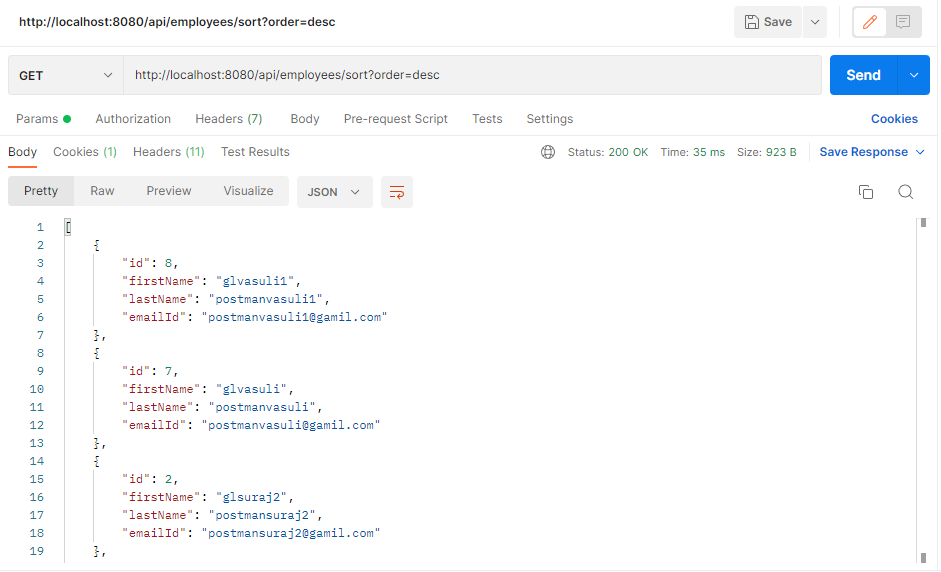 http://localhost:8080/api/employees/sort?order=desc Save
GET http://localhost:8080/api/employees/sort?order=desc Send
Params Authorization Headers (7) Body Pre-request Script Tests Settings Cookies
Body Cookies (1) Headers (11) Test Results Status: 200 OK Time: 35 ms Size: 923 B Save Response
Pretty Raw Preview Visualize JSON
1 [
2 {
3 "id": 8,
4 "firstName": "glvasuli1",
5 "lastName": "postmanvasuli1",
6 "emailId": "postmanvasuli1@gamil.com"
7 },
8 {
9 "id": 7,
10 "firstName": "glvasuli",
11 "lastName": "postmanvasuli",
12 "emailId": "postmanvasuli@gamil.com"
13 },
14 {
15 "id": 2,
16 "firstName": "glsuraj2",
17 "lastName": "postmansuraj2",
18 "emailId": "postmansuraj2@gamil.com"
19 },